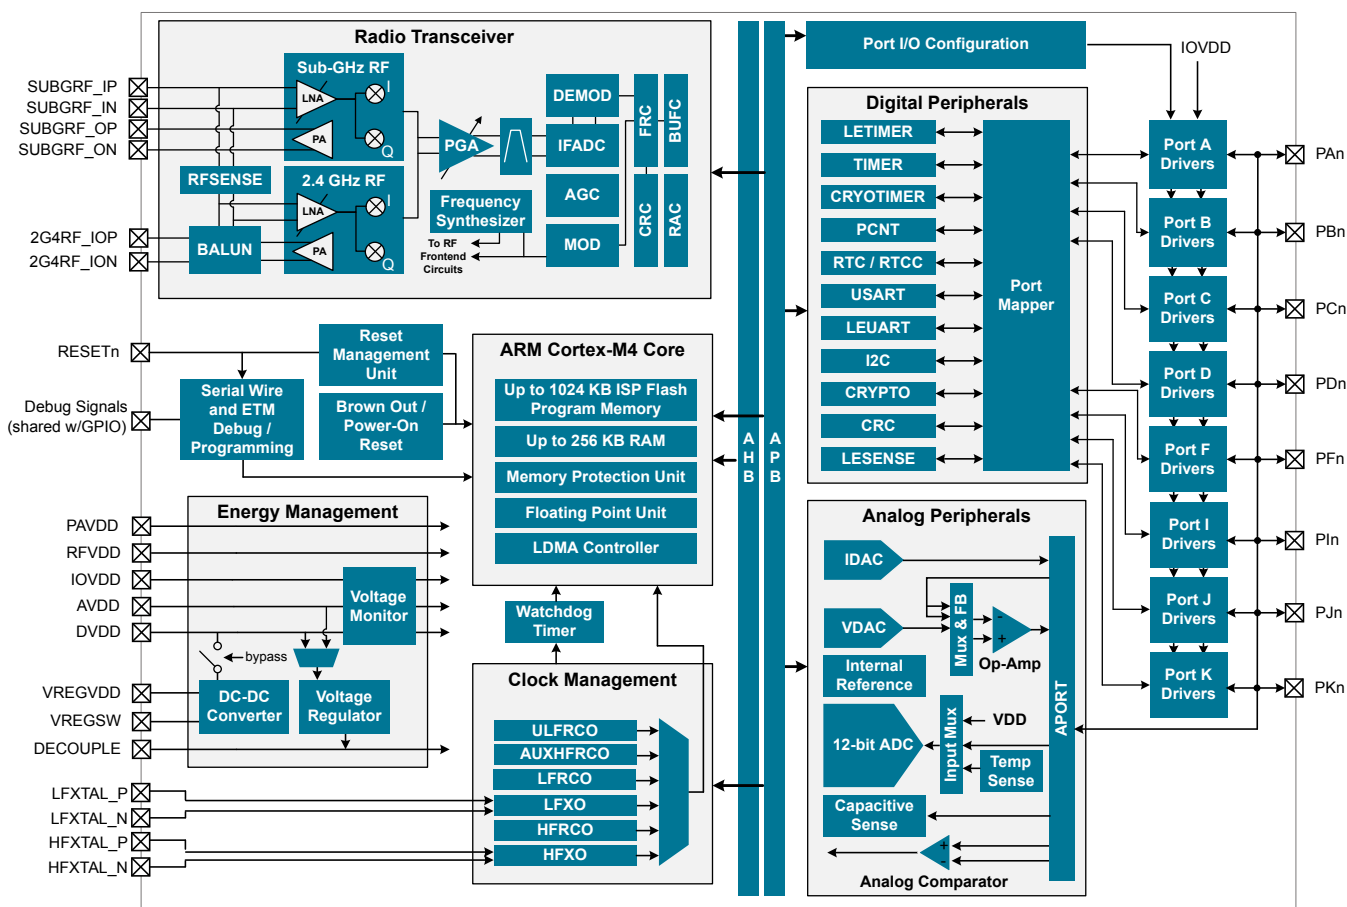 Radio Transceiver
SUBGRF_IP
SUBGRF_IN
SUBGRF_OP
SUBGRF_ON
2G4RF_IOP
2G4RF_ION
Sub-GHz RF
LNA
I
PA
Q
RFSENSE
BALUN
2.4 GHz RF
LNA
I
PA
Q
PGA
Frequency
Synthesizer
To RF
Frontend
Circuits
DEMOD
IFADC
AGC
MOD
FRC
BUFC
CRC
RAC
RESETn
Debug Signals
(shared w/GPIO)
Reset
Management
Unit
Serial Wire
and ETM
Debug /
Programming
Brown Out /
Power-On
Reset
ARM Cortex-M4 Core
Up to 1024 KB ISP Flash
Program Memory
Up to 256 KB RAM
Memory Protection Unit
Floating Point Unit
LDMA Controller
Watchdog
Timer
Energy Management
PAVDD
RFVDD
IOVDD
AVDD
DVDD
VREGVDD
VREGSW
DECOUPLE
Voltage
Monitor
bypass
DC-DC
Converter
Voltage
Regulator
LFXTAL_P
LFXTAL_N
HFXTAL_P
HFXTAL_N
Clock Management
ULFRCO
AUXHFRCO
LFRCO
LFXO
HFRCO
HFXO
AHB
APB
Port I/O Configuration
IOVDD
Digital Peripherals
LETIMER
TIMER
CRYOTIMER
PCNT
RTC / RTCC
USART
LEUART
I2C
CRYPTO
CRC
LESENSE
Port
Mapper
Port A
Drivers
Port B
Drivers
Port C
Drivers
Port D
Drivers
Port F
Drivers
Port I
Drivers
Port J
Drivers
Port K
Drivers
PAn
PBn
PCn
PDn
PFn
PIn
PJn
PKn
Analog Peripherals
IDAC
VDAC
Mux & FB
-
+
Op-Amp
Internal
Reference
12-bit ADC
Input Mux
VDD
Temp
Sense
Capacitive
Sense
+
-
Analog Comparator
APORT